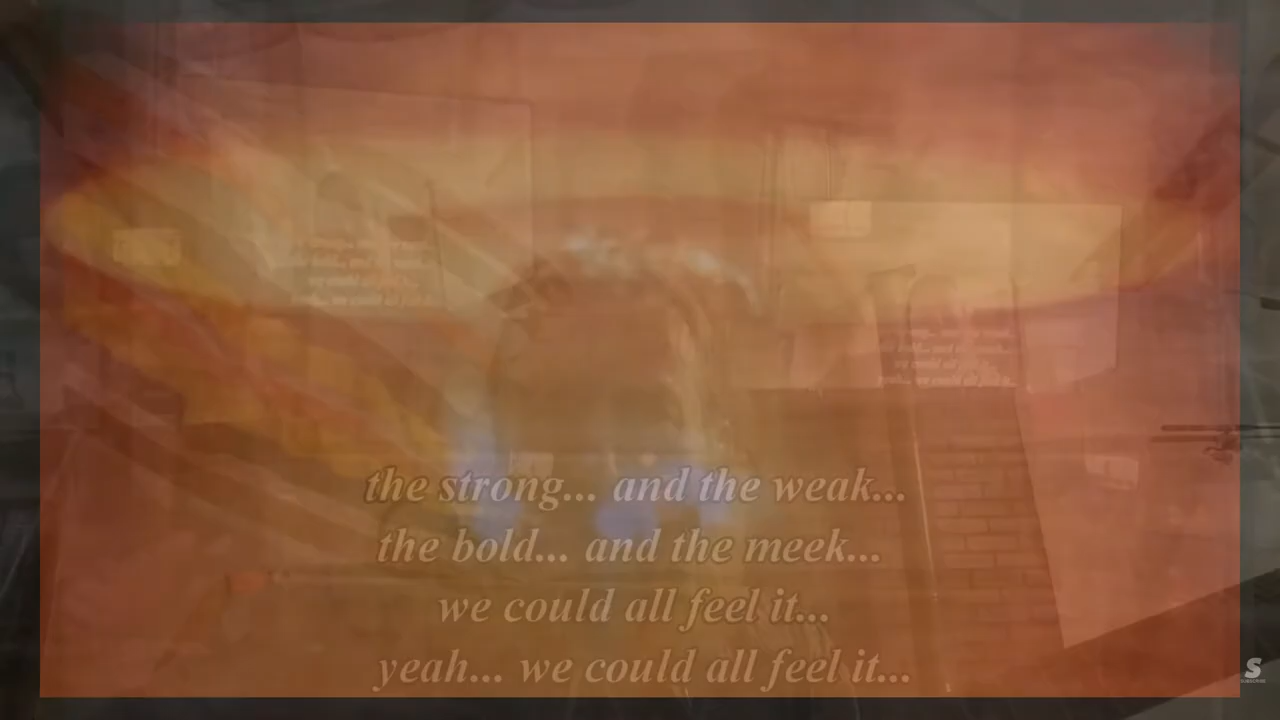 the strong... and the weak...
the bold... and the meek...
we could all feel it...
yeah... we could all feel it...